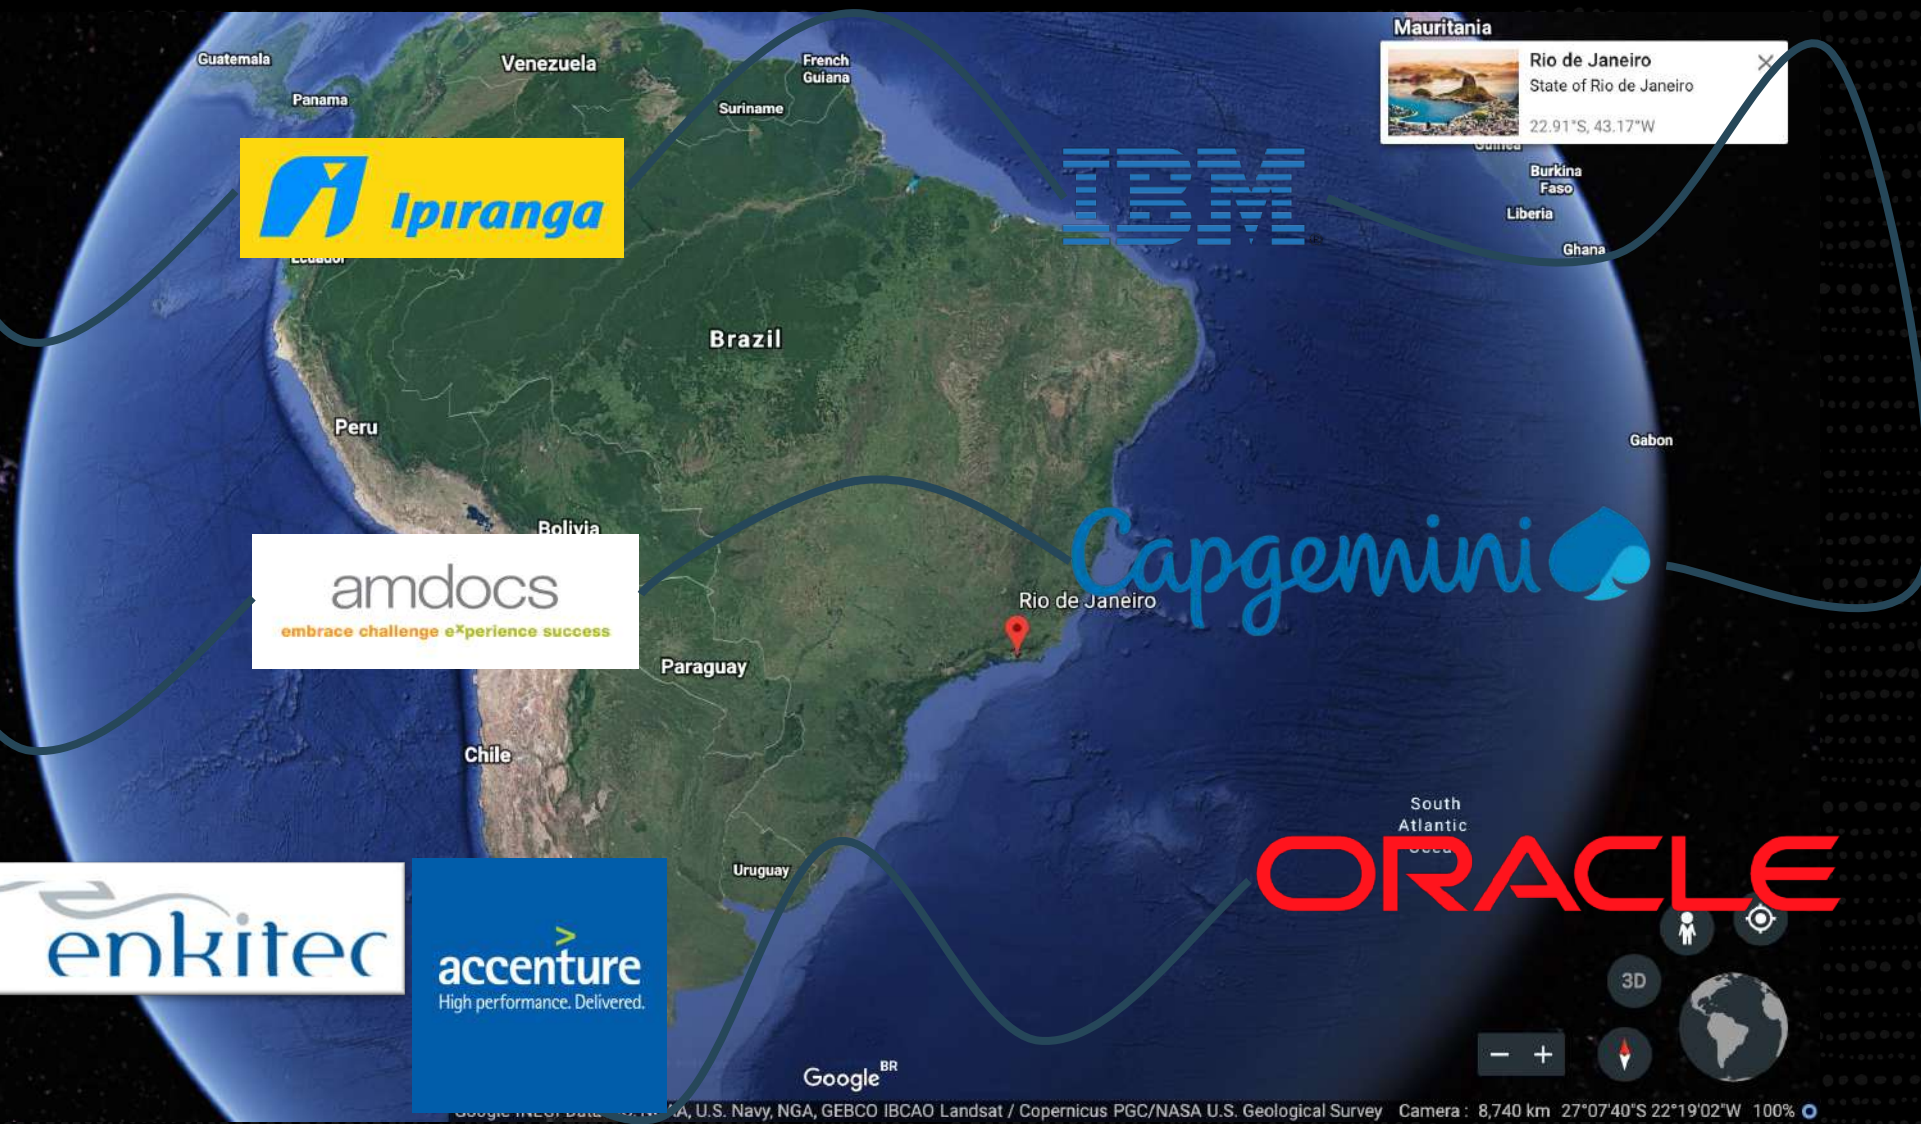 Mauritania
Guatemala
Venezuela
French
Guiana
Panama
Suriname
Rio de Janeiro
State of Rio de Janeiro
22.91°S, 43.17°W
Guinea
Burkina
Faso
Liberia
Ghana
Ipiranga
IBM
Ecuador
Brazil
Peru
Gabon
Bolivia
Capgemini
amdocs
embrace challenge experience success
Rio de Janeiro
Paraguay
Chile
South
Atlantic
ORACLE
Uruguay
enkitec
>
accenture
High performance. Delivered.
3D
− +
Google BR
U.S. Navy, NGA, GEBCO IBCAO Landsat / Copernicus PGC/NASA U.S. Geological Survey Camera : 8,740 km 27°07'40"S 22°19'02"W 100%